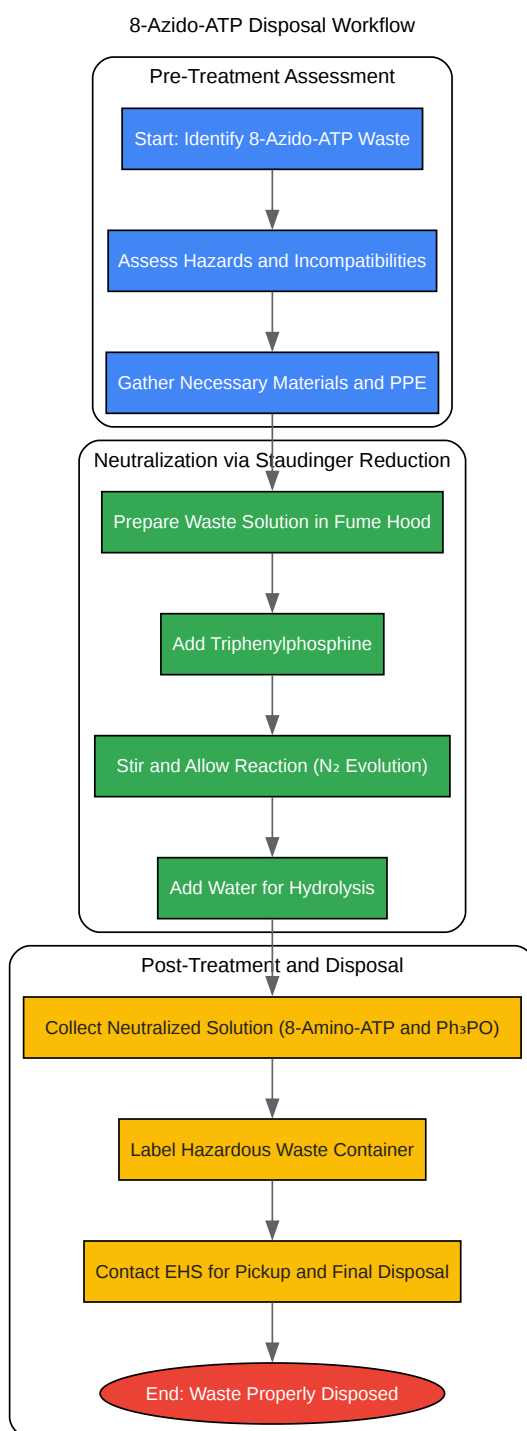 8-Azido-ATP Disposal Workflow
Pre-Treatment Assessment
Start: Identify 8-Azido-ATP Waste
Assess Hazards and Incompatibilities
Gather Necessary Materials and PPE
Neutralization via Staudinger Reduction
Prepare Waste Solution in Fume Hood
Add Triphenylphosphine
Stir and Allow Reaction (N₂ Evolution)
Add Water for Hydrolysis
Post-Treatment and Disposal
Collect Neutralized Solution (8-Amino-ATP and Ph₃PO)
Label Hazardous Waste Container
Contact EHS for Pickup and Final Disposal
End: Waste Properly Disposed